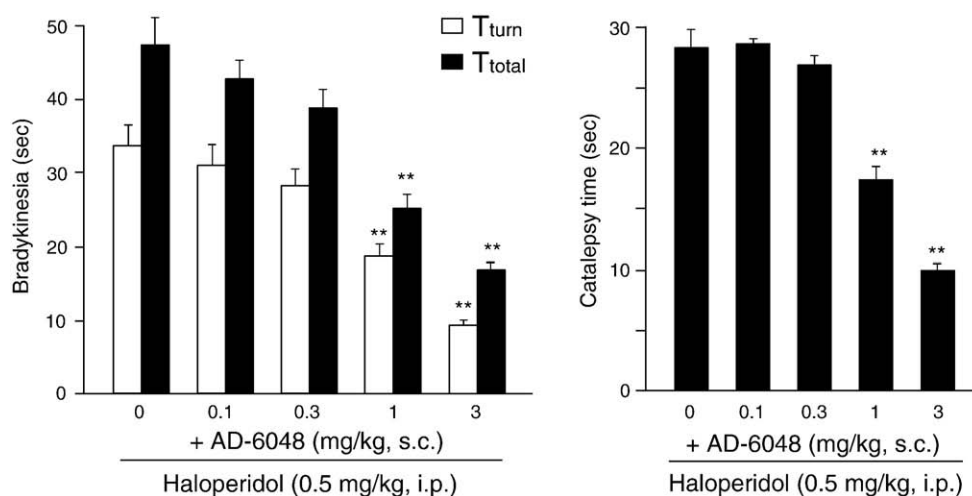 50
40
30
20
10
0
Bradykinesia (sec)
Tturn
Ttotal
**
**
**
**
0 0.1 0.3 1 3
+ AD-6048 (mg/kg, s.c.)
Haloperidol (0.5 mg/kg, i.p.)
30
20
10
0
Catalepsy time (sec)
**
**
0 0.1 0.3 1 3
+ AD-6048 (mg/kg, s.c.)
Haloperidol (0.5 mg/kg, i.p.)